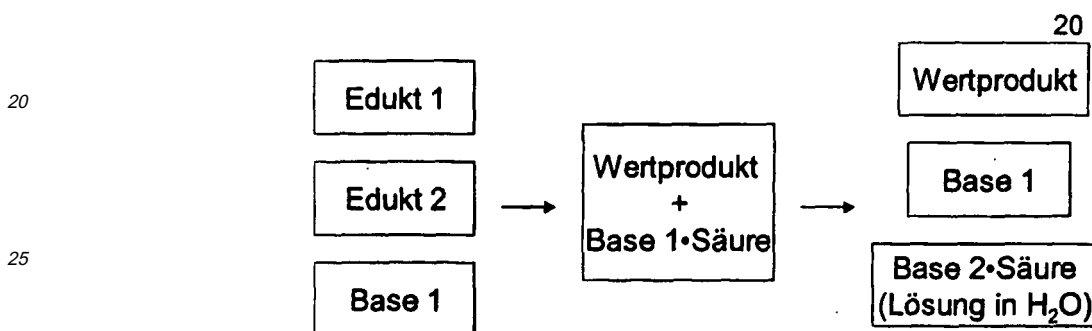 20
Wertprodukt
20
Edukt 1
Wertprodukt
+
Base 1•Säure
Edukt 2
Base 1
25
Base 1
Base 2•Säure
(Lösung in H₂O)